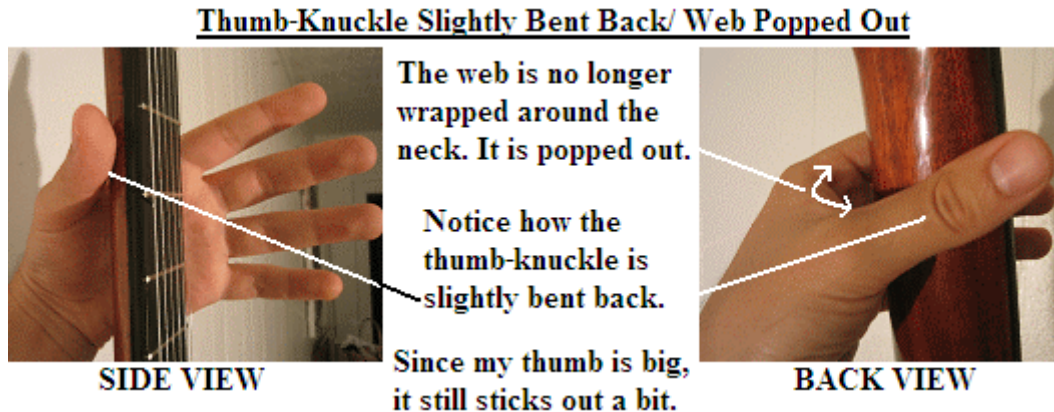 Thumb-Knuckle Slightly Bent Back/ Web Popped Out
The web is no longer
wrapped around the
neck. It is popped out.
Notice how the
thumb-knuckle is
slightly bent back.
Since my thumb is big,
it still sticks out a bit.
SIDE VIEW
BACK VIEW